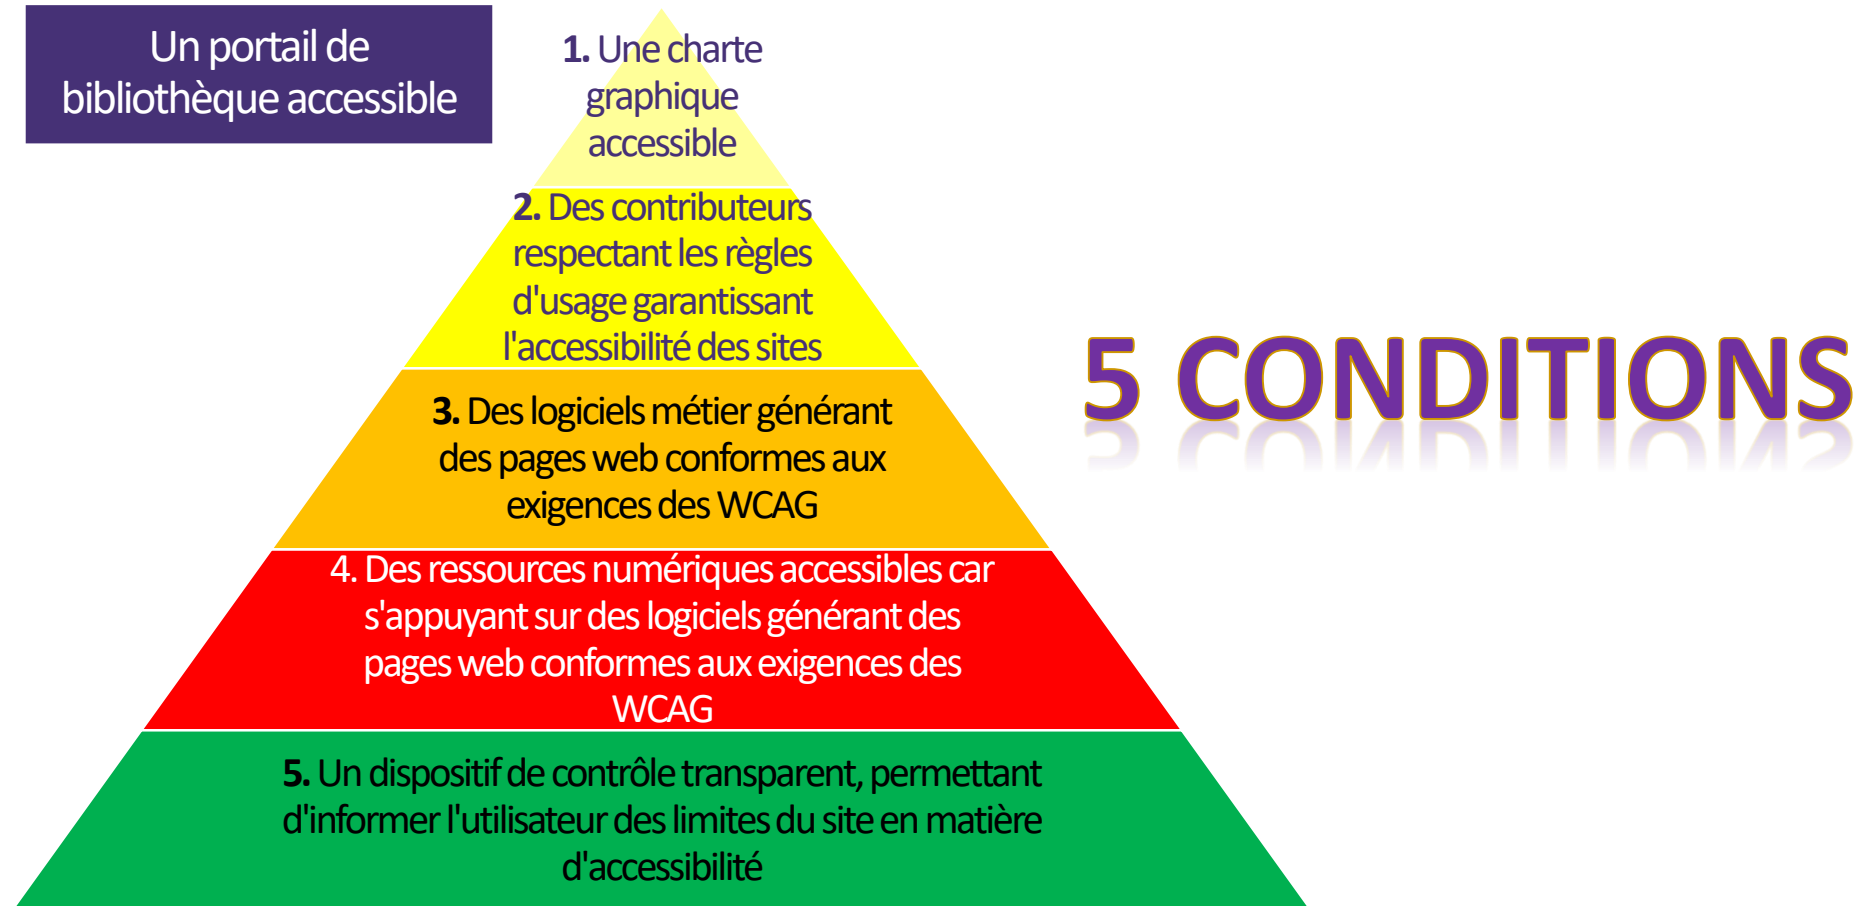 Un portail de
bibliothèque accessible
1. Une charte
graphique
accessible
2. Des contributeurs
respectant les règles
d'usage garantissant
l'accessibilité des sites
3. Des logiciels métier générant
des pages web conformes aux
exigences des WCAG
4. Des ressources numériques accessibles car
s'appuyant sur des logiciels générant des
pages web conformes aux exigences des
WCAG
5. Un dispositif de contrôle transparent, permettant
d'informer l'utilisateur des limites du site en matière
d'accessibilité
5 CONDITIONS